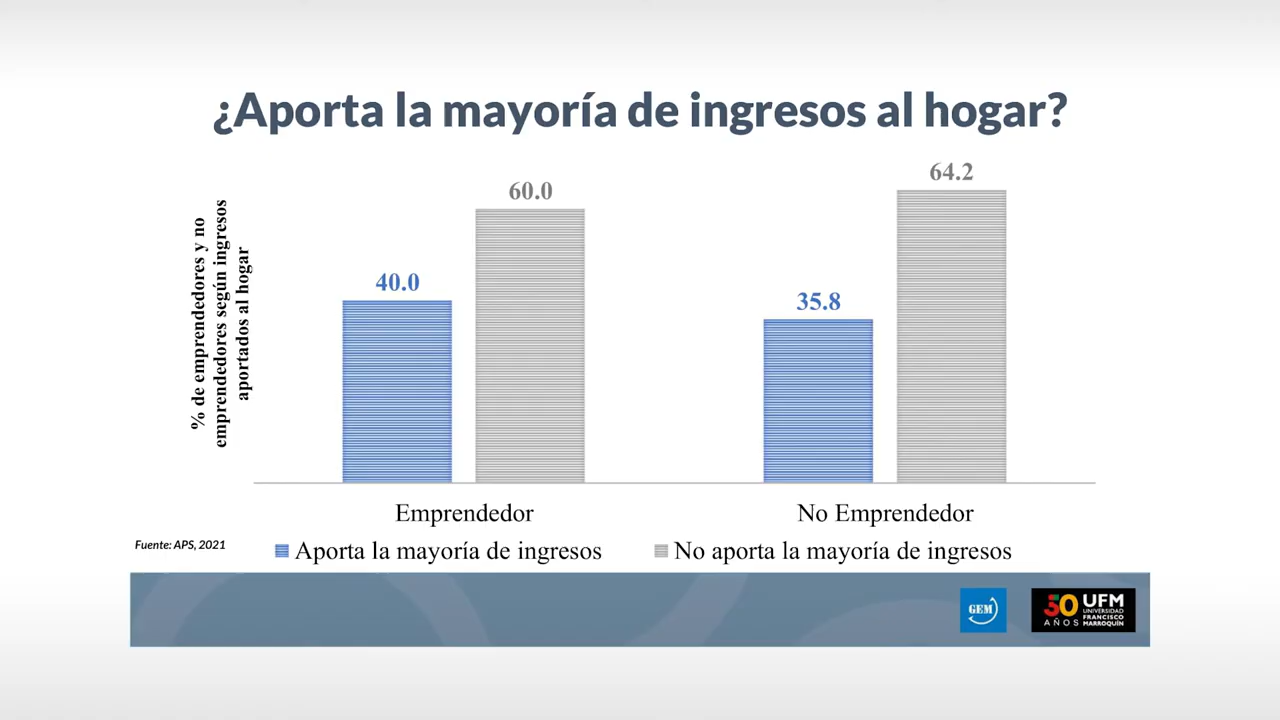 ¿Aporta la mayoría de ingresos al hogar?
% de emprendedores y no
emprendedores según ingresos
aportados al hogar
40.0
60.0
35.8
64.2
Emprendedor
No Emprendedor
Aporta la mayoría de ingresos
No aporta la mayoría de ingresos
Fuente: APS, 2021
GEM
50
AÑOS
UFM
UNIVERSIDAD
FRANCISCO
MARROQUÍN